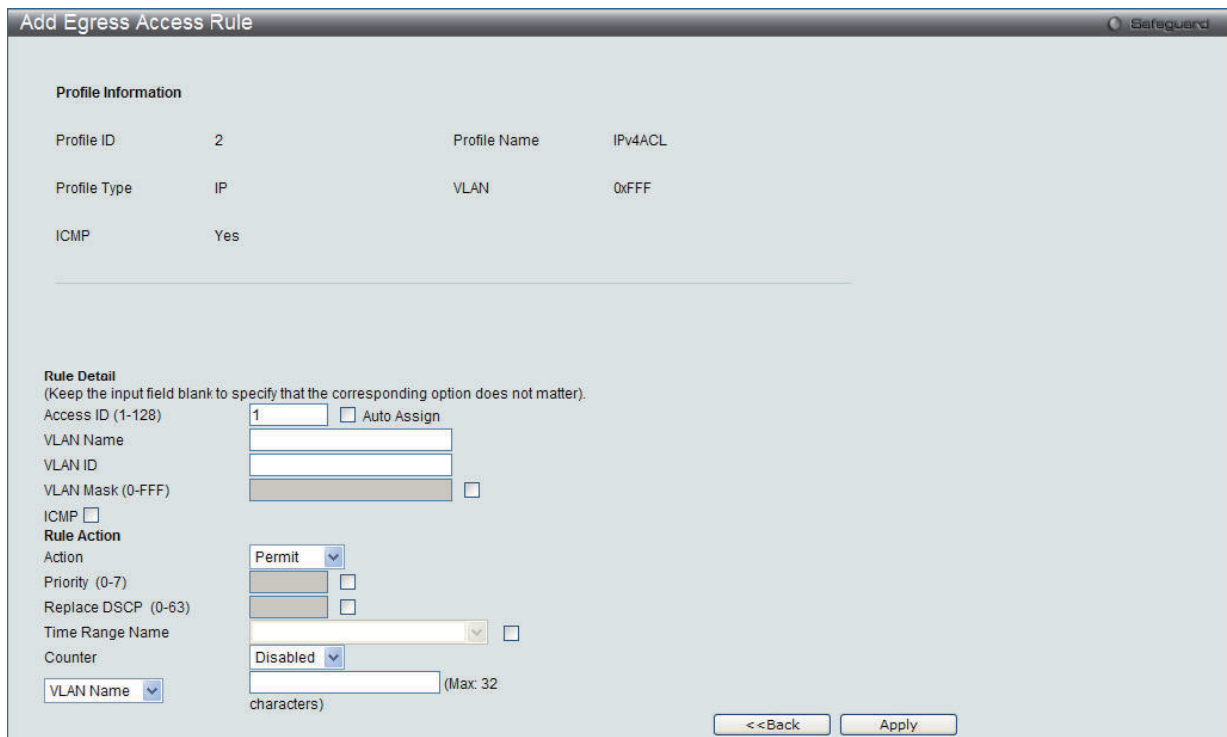 Add Egress Access Rule
Safeguard
Profile Information
Profile ID 2 Profile Name IPv4ACL
Profile Type IP VLAN 0xFFF
ICMP Yes
Rule Detail
(Keep the input field blank to specify that the corresponding option does not matter).
Access ID (1-128) 1 Auto Assign
VLAN Name
VLAN ID
VLAN Mask (0-FFF)
ICMP
Rule Action
Action Permit
Priority (0-7)
Replace DSCP (0-63)
Time Range Name
Counter Disabled
VLAN Name (Max: 32
characters)
<<Back Apply